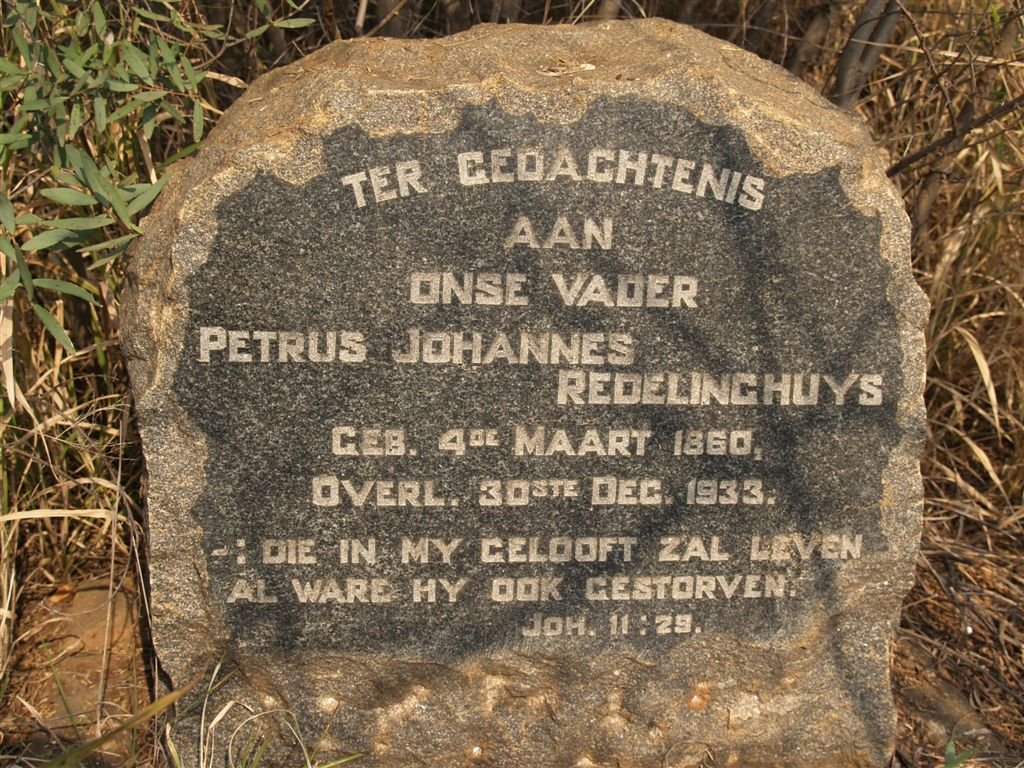 TER GEDACHTENIS
AAN
ONSE VADER
PETRUS JOHANNES
REDELINGHUYS
GEB. 4DE MAART 1860,
OVERL. 30STE DEC. 1933.
-: DIE IN MY GELOOFT ZAL LEVEN
AL WARE HY OOK GESTORVEN.
JOH. 11:29.